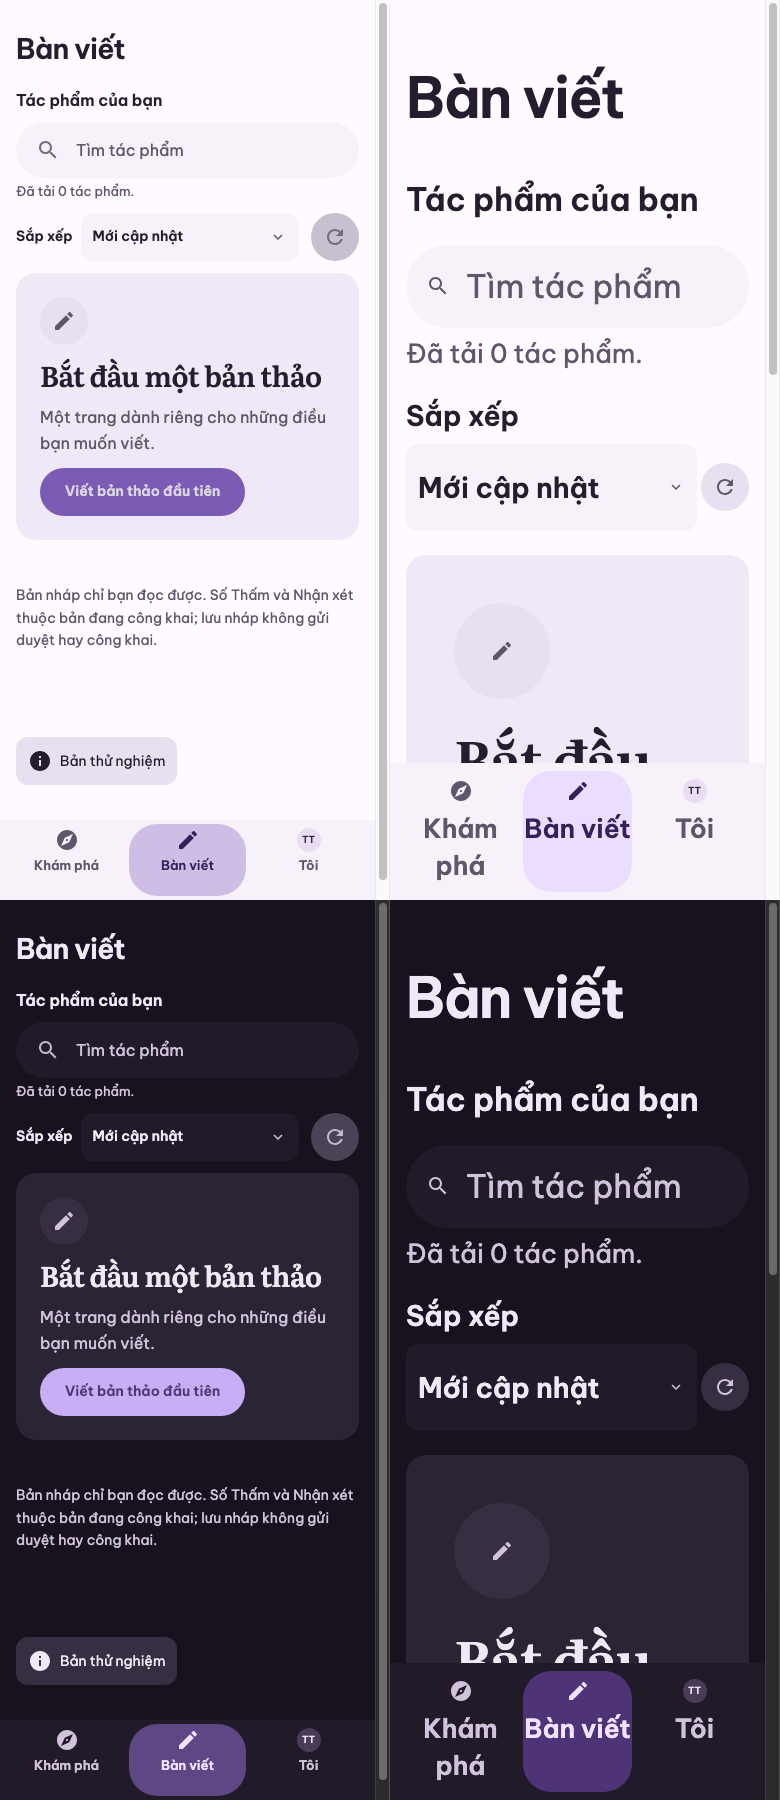 Bàn viết
Tác phẩm của bạn
Tìm tác phẩm
Đã tải 0 tác phẩm.
Sắp xếp
Mới cập nhật
Bắt đầu một bản thảo
Một trang dành riêng cho những điều
bạn muốn viết.
Viết bản thảo đầu tiên
Bản nháp chỉ bạn đọc được. Số Thấm và Nhận xét
thuộc bản đang công khai; lưu nháp không gửi
duyệt hay công khai.
Bản thử nghiệm
Khám phá
Bàn viết
TT
Tôi
Bàn viết
Tác phẩm của bạn
Tìm tác phẩm
Đã tải 0 tác phẩm.
Sắp xếp
Mới cập nhật
Bắt đầu
Khám
phá
Bàn viết
TT
Tôi
Bàn viết
Tác phẩm của bạn
Tìm tác phẩm
Đã tải 0 tác phẩm.
Sắp xếp
Mới cập nhật
Bắt đầu một bản thảo
Một trang dành riêng cho những điều
bạn muốn viết.
Viết bản thảo đầu tiên
Bản nháp chỉ bạn đọc được. Số Thấm và Nhận xét
thuộc bản đang công khai; lưu nháp không gửi
duyệt hay công khai.
Bản thử nghiệm
Khám phá
Bàn viết
TT
Tôi
Bàn viết
Tác phẩm của bạn
Tìm tác phẩm
Đã tải 0 tác phẩm.
Sắp xếp
Mới cập nhật
Bắt đầu
Khám
phá
Bàn viết
TT
Tôi